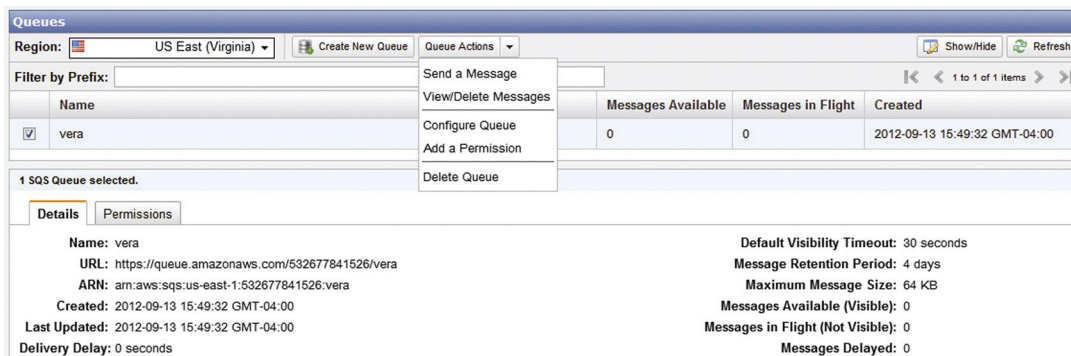 Queues
Region: US East (Virginia) Create New Queue Queue Actions Show/Hide Refresh
Filter by Prefix: 1 to 1 of 1 items
Send a Message
View/Delete Messages
Configure Queue
Add a Permission
Delete Queue
Name Messages Available Messages in Flight Created
vera 0 0 2012-09-13 15:49:32 GMT-04:00
1 SQS Queue selected.
Details Permissions
Name: vera
URL: https://queue.amazonaws.com/532677841526/vera
ARN: arn:aws:sqs:us-east-1:532677841526:vera
Created: 2012-09-13 15:49:32 GMT-04:00
Last Updated: 2012-09-13 15:49:32 GMT-04:00
Delivery Delay: 0 seconds
Default Visibility Timeout: 30 seconds
Message Retention Period: 4 days
Maximum Message Size: 64 KB
Messages Available (Visible): 0
Messages in Flight (Not Visible): 0
Messages Delayed: 0